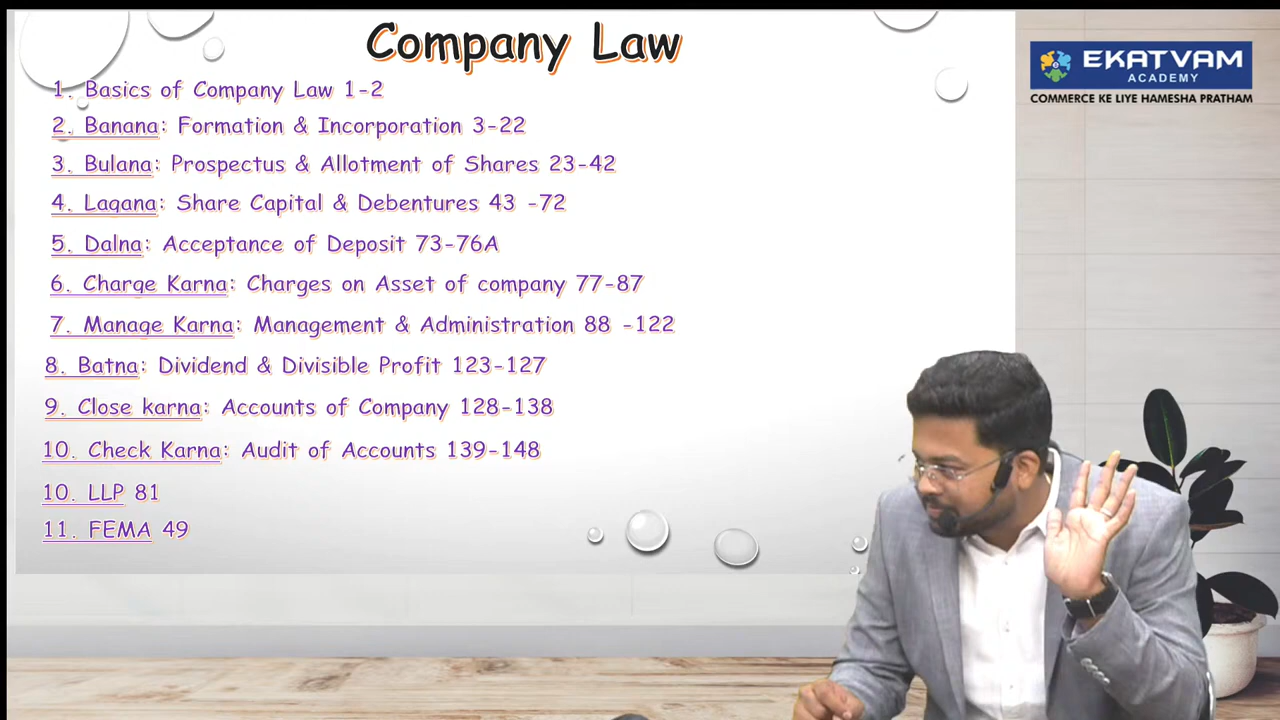 Company Law
1. Basics of Company Law 1-2
2. Banana: Formation & Incorporation 3-22
3. Bulana: Prospectus & Allotment of Shares 23-42
4. Lagana: Share Capital & Debentures 43 -72
5. Dalna: Acceptance of Deposit 73-76A
6. Charge Karna: Charges on Asset of company 77-87
7. Manage Karna: Management & Administration 88 -122
8. Batna: Dividend & Divisible Profit 123-127
9. Close karna: Accounts of Company 128-138
10. Check Karna: Audit of Accounts 139-148
10. LLP 81
11. FEMA 49
EKATVAM
ACADEMY
COMMERCE KE LIYE HAMESHA PRATHAM